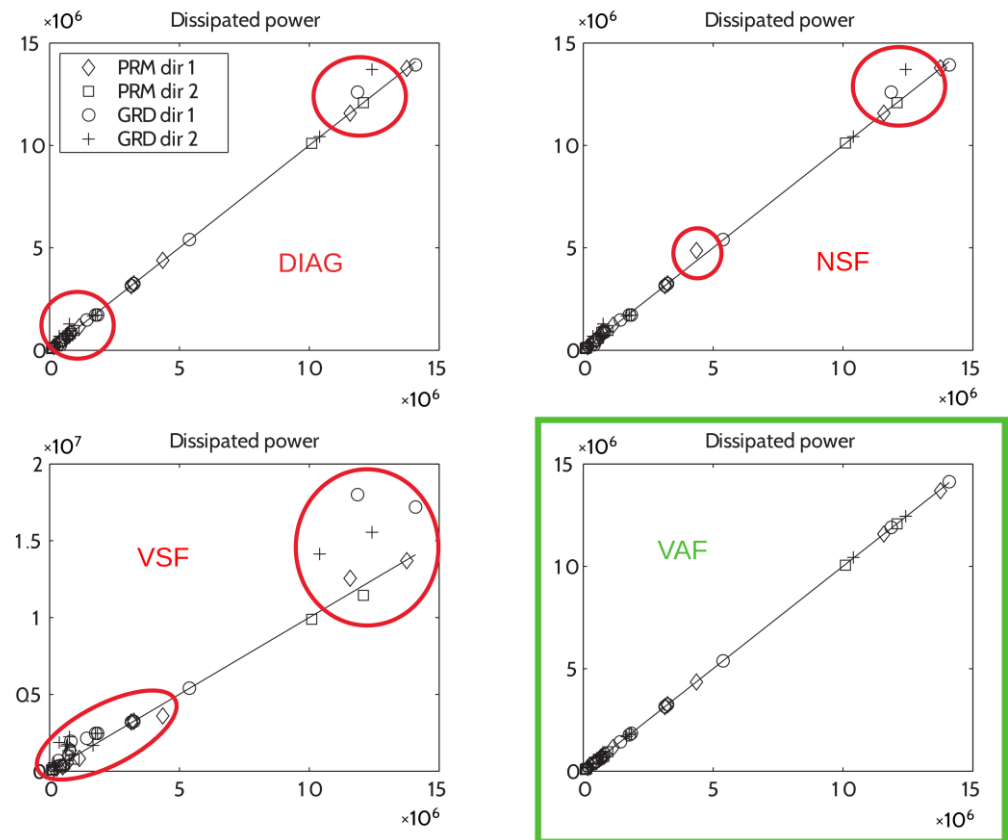 ×10⁶ Dissipated power
15
10
5
0
0 5 10 15
×10⁶
PRM dir 1
PRM dir 2
GRD dir 1
GRD dir 2
DIAG
×10⁶ Dissipated power
15
10
5
0
0 5 10 15
×10⁶
NSF
×10⁷ Dissipated power
2
1.5
1
0.5
0
0 5 10 15
×10⁶
VSF
×10⁶ Dissipated power
15
10
5
0
0 5 10 15
×10⁶
VAF